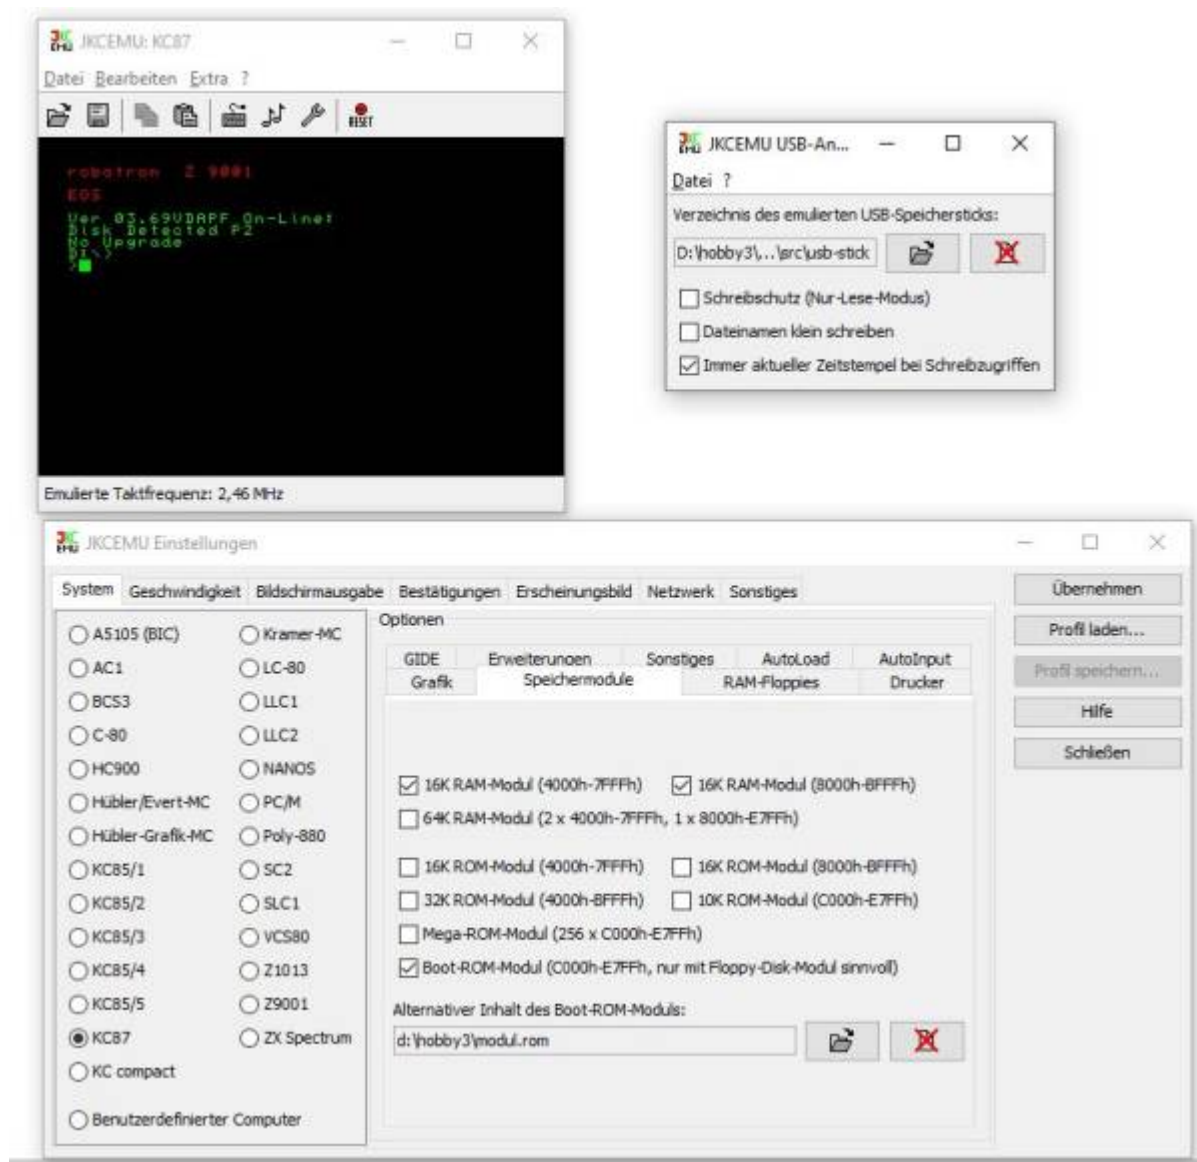 JKCEMU: KC87
Datei Bearbeiten Extra ?
RESET
robotron Z 9001
EOS
Ver 03.69VDAPF On-Line:
Disk Detected P2
No Upgrade
D:\>
>
Emulierte Taktfrequenz: 2,46 MHz
JKCEMU USB-An...
Datei ?
Verzeichnis des emulierten USB-Speichersticks:
D:\hobby3\,...\src\usb-stick
Schreibschutz (Nur-Lese-Modus)
Dateinamen klein schreiben
Immer aktueller Zeitstempel bei Schreibzugriffen
JKCEMU Einstellungen
System Geschwindigkeit Bildschirmausgabe Bestätigungen Erscheinungsbild Netzwerk Sonstiges
A5105 (BIC) Kramer-MC
AC1 LC-80
BCS3 LLC1
C-80 LLC2
HC900 NANOS
Hübler/Evert-MC PC/M
Hübler-Grafik-MC Poly-880
KC85/1 SC2
KC85/2 SLC1
KC85/3 VCS80
KC85/4 Z1013
KC85/5 Z9001
KC87 ZX Spectrum
KC compact
Benutzerdefinierter Computer
Optionen
GIDE Erweiterungen Sonstiges AutoLoad AutoInput
Grafik Speichermodule RAM-Floppies Drucker
16K RAM-Modul (4000h-7FFFh) 16K RAM-Modul (8000h-BFFFh)
64K RAM-Modul (2 x 4000h-7FFFh, 1 x 8000h-E7FFh)
16K ROM-Modul (4000h-7FFFh) 16K ROM-Modul (8000h-BFFFh)
32K ROM-Modul (4000h-BFFFh) 10K ROM-Modul (C000h-E7FFh)
Mega-ROM-Modul (256 x C000h-E7FFh)
Boot-ROM-Modul (C000h-E7FFh, nur mit Floppy-Disk-Modul sinnvoll)
Alternativer Inhalt des Boot-ROM-Moduls:
d:\hobby3\modul.rom
Übernehmen
Profil laden...
Profil speichern...
Hilfe
Schließen